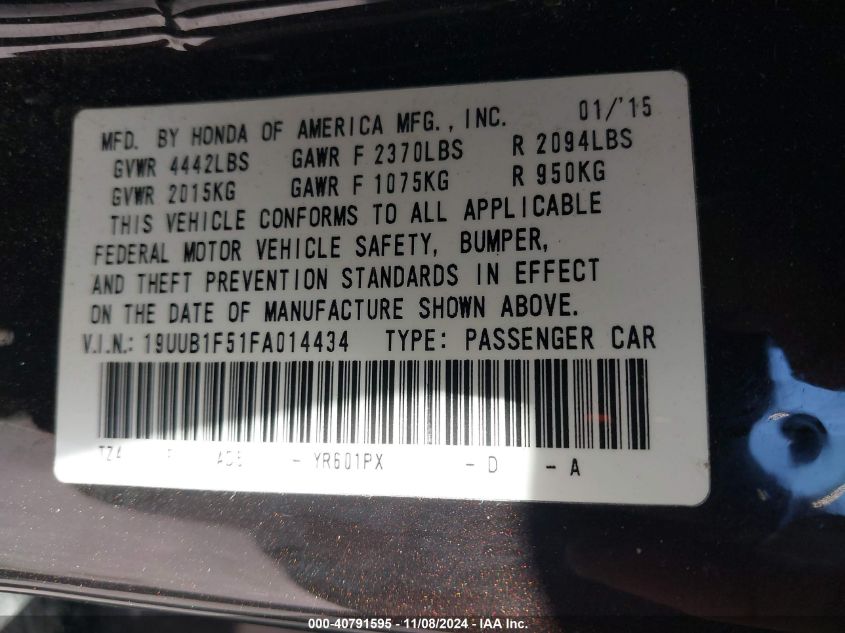 MFD. BY HONDA OF AMERICA MFG., INC. 01/'15
GVWR 4442LBS GAWR F 2370LBS R 2094LBS
GVWR 2015KG GAWR F 1075KG R 950KG
THIS VEHICLE CONFORMS TO ALL APPLICABLE
FEDERAL MOTOR VEHICLE SAFETY, BUMPER,
AND THEFT PREVENTION STANDARDS IN EFFECT
ON THE DATE OF MANUFACTURE SHOWN ABOVE.
V.I.N.: 19UUB1F51FA014434 TYPE: PASSENGER CAR
- YR601PX - D - A
000-40791595 — 11/08/2024 — IAA Inc.